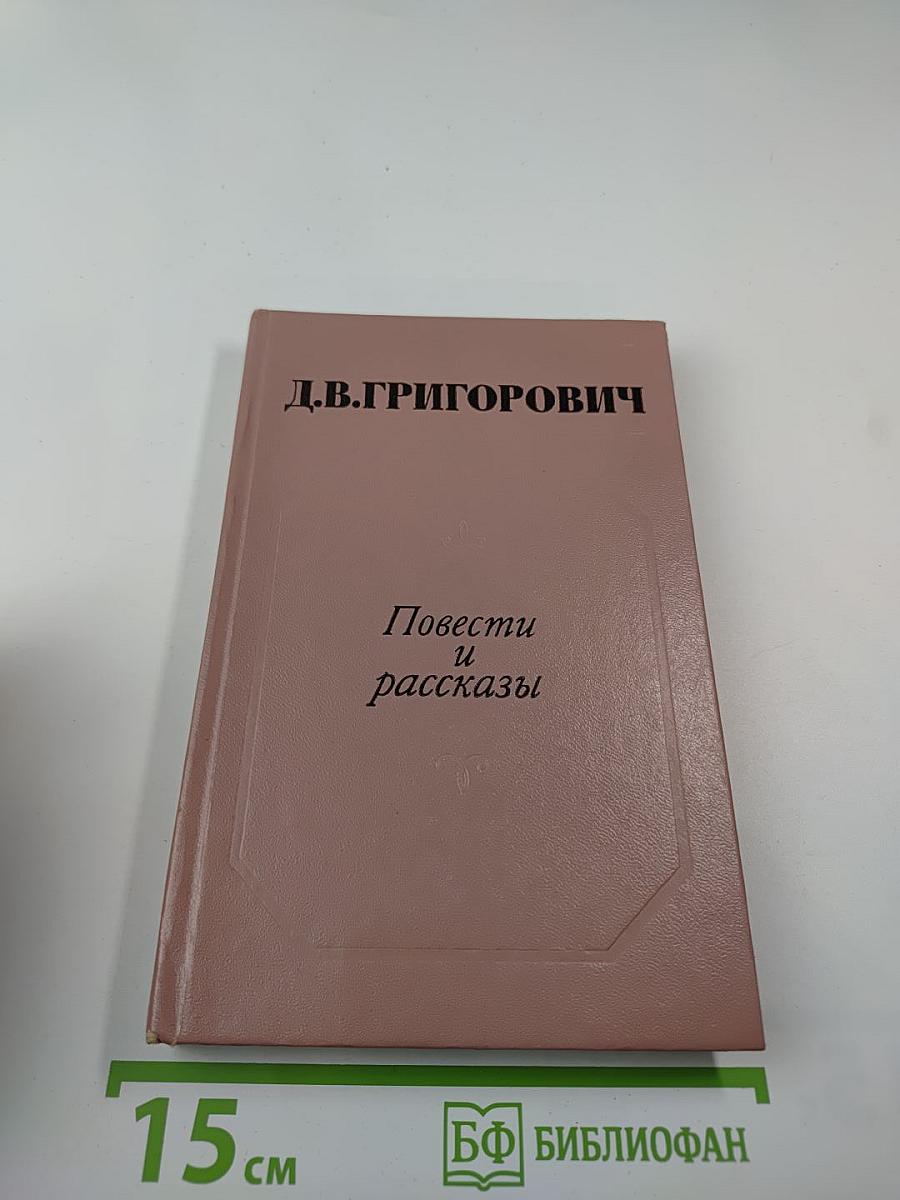 Д.В.ГРИГОРОВИЧ
Повести
и
рассказы
15 см
БФ БИБЛИОФАН